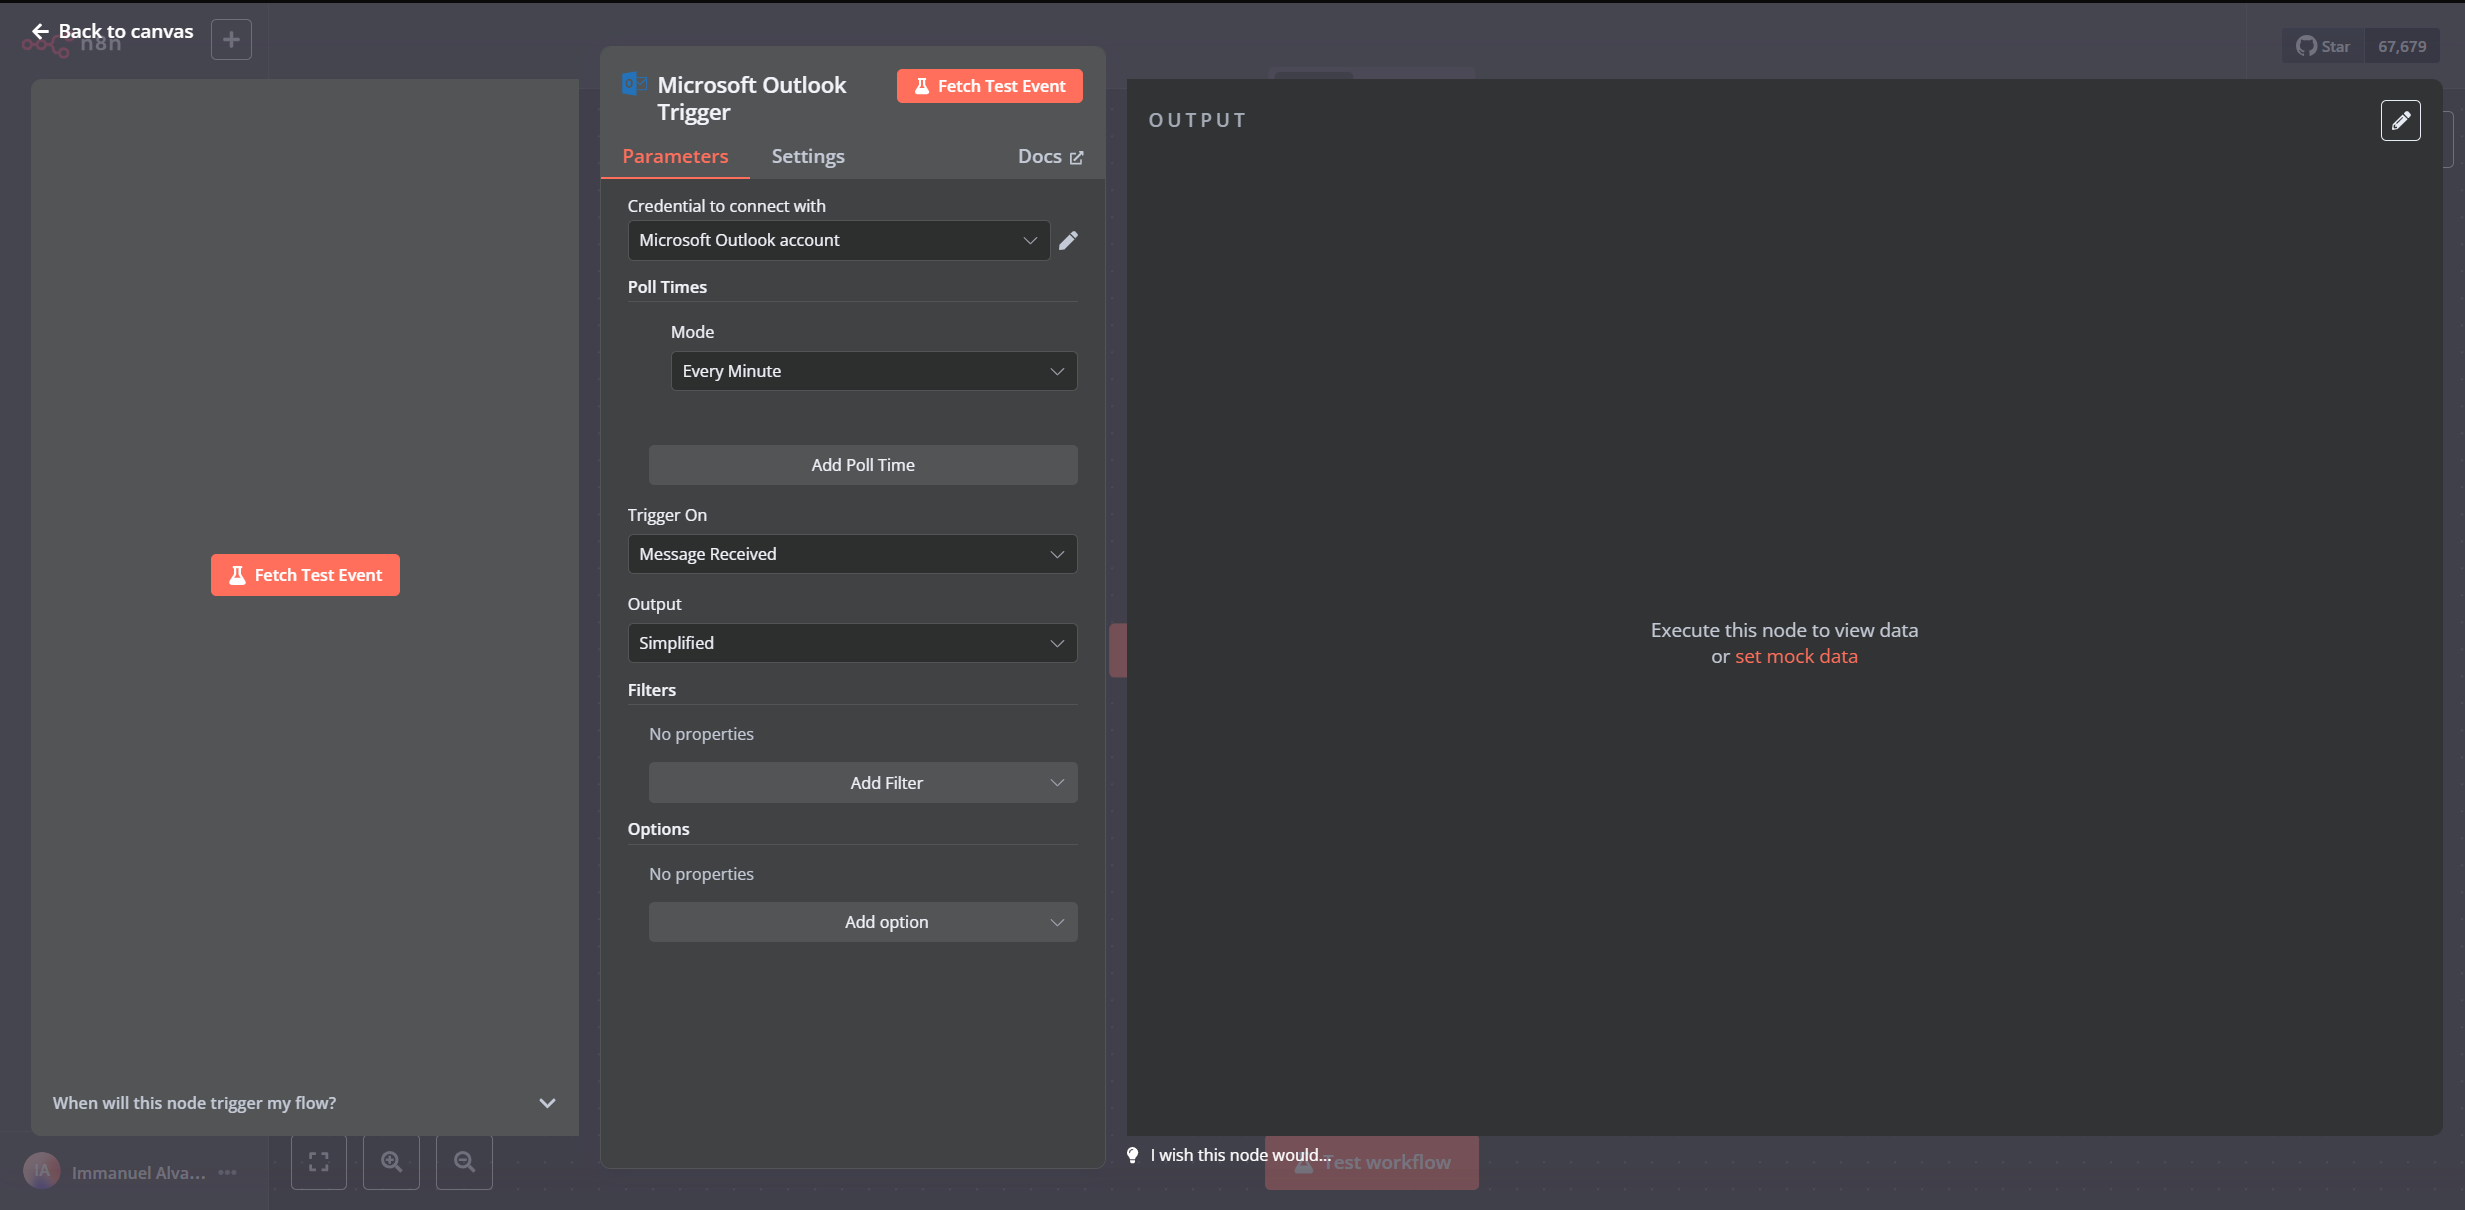 Back to canvas
n8n
Star
67,679
Microsoft Outlook
Trigger
Fetch Test Event
Parameters
Settings
Docs
OUTPUT
Credential to connect with
Microsoft Outlook account
Poll Times
Mode
Every Minute
Add Poll Time
Trigger On
Message Received
Output
Simplified
Filters
No properties
Add Filter
Options
No properties
Add option
Fetch Test Event
Execute this node to view data
or set mock data
When will this node trigger my flow?
I wish this node would...
Test workflow
IA
Immanuel Alva...